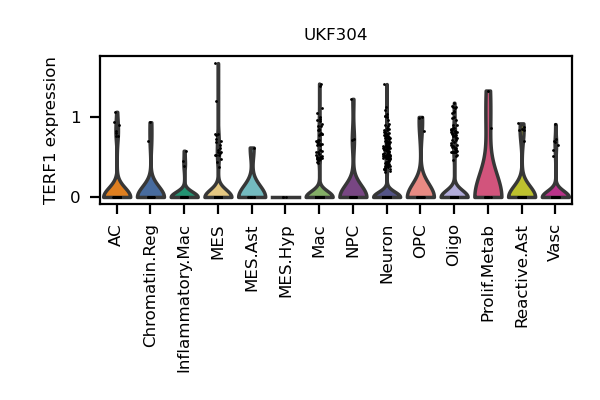 UKF304
TERF1 expression
1
0
AC
Chromatin.Reg
Inflammatory.Mac
MES
MES.Ast
MES.Hyp
Mac
NPC
Neuron
OPC
Oligo
Prolif.Metab
Reactive.Ast
Vasc